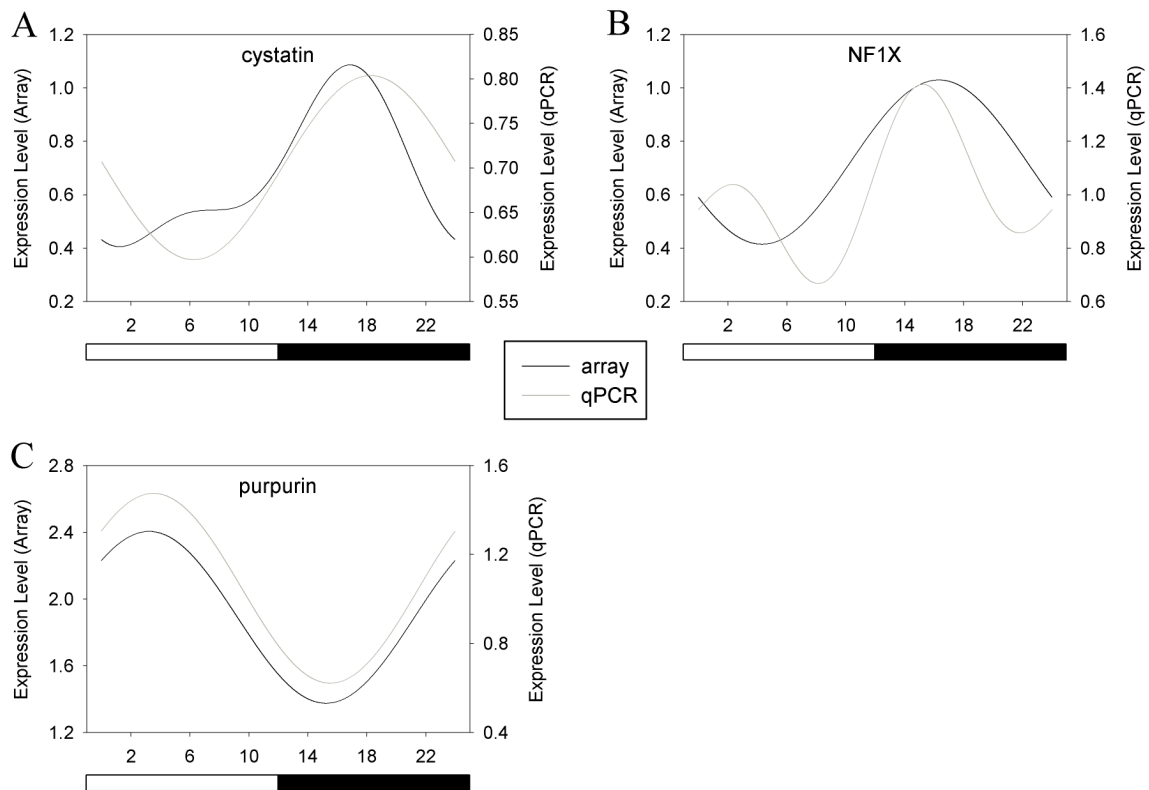 A
cystatin
Expression Level (Array)
1.2
1.0
0.8
0.6
0.4
0.2
0.85
0.80
0.75
0.70
0.65
0.60
0.55
Expression Level (qPCR)
2 6 10 14 18 22
B
NF1X
Expression Level (Array)
1.2
1.0
0.8
0.6
0.4
0.2
1.6
1.4
1.2
1.0
0.8
0.6
Expression Level (qPCR)
2 6 10 14 18 22
array
qPCR
C
purpurin
Expression Level (Array)
2.8
2.4
2.0
1.6
1.2
1.6
1.2
0.8
0.4
Expression Level (qPCR)
2 6 10 14 18 22